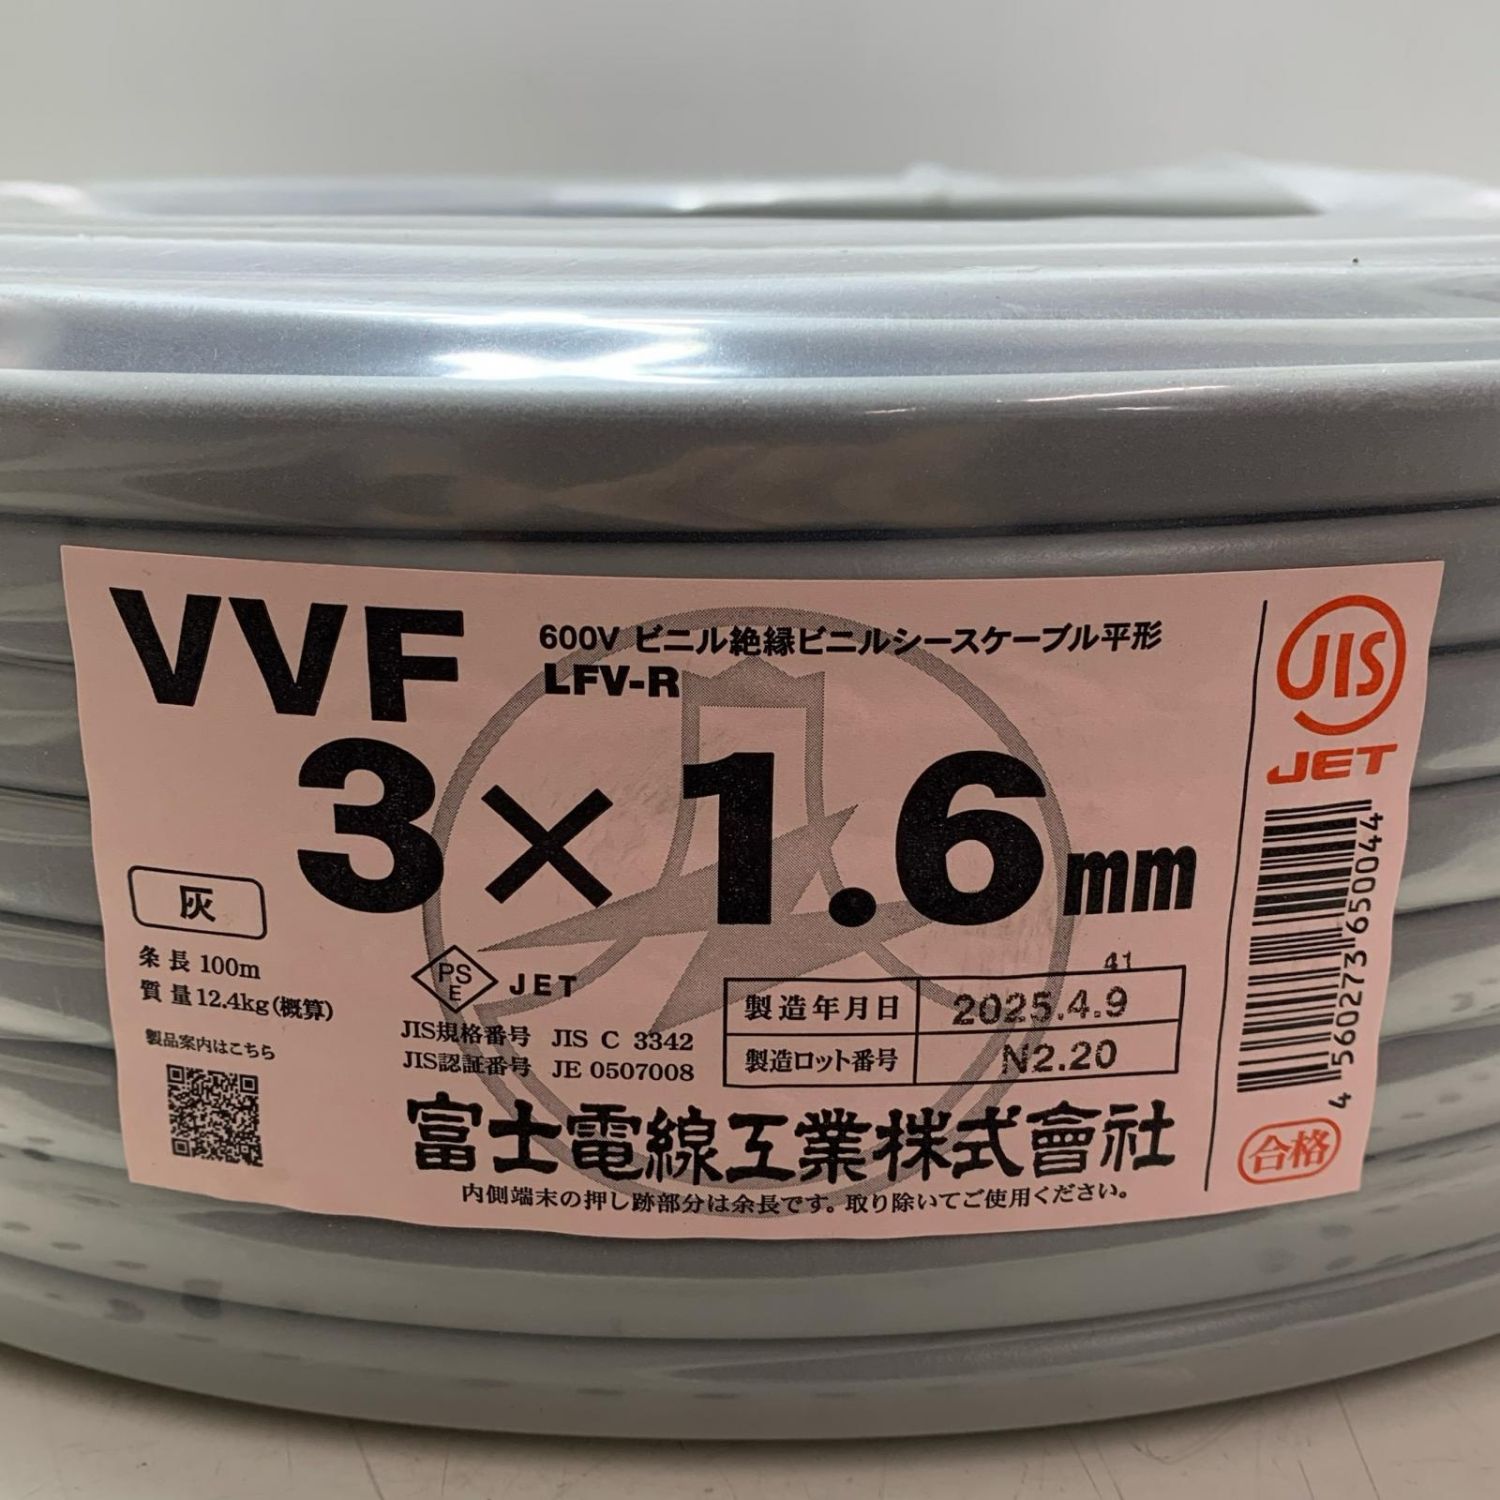 VVF
600V ビニル絶縁ビニルシースケーブル平形
LFV-R
3×1.6mm
灰
条長 100m
質量 12.4kg(概算)
製品案内はこちら
PS
E
JET
JIS規格番号 JIS C 3342
JIS認証番号 JE 0507008
41
製造年月日 2025.4.9
製造ロット番号 N2.20
富士電線工業株式會社
内側端末の押し跡部分は余長です。取り除いてご使用ください。
JIS
JET
4560273650044
合格